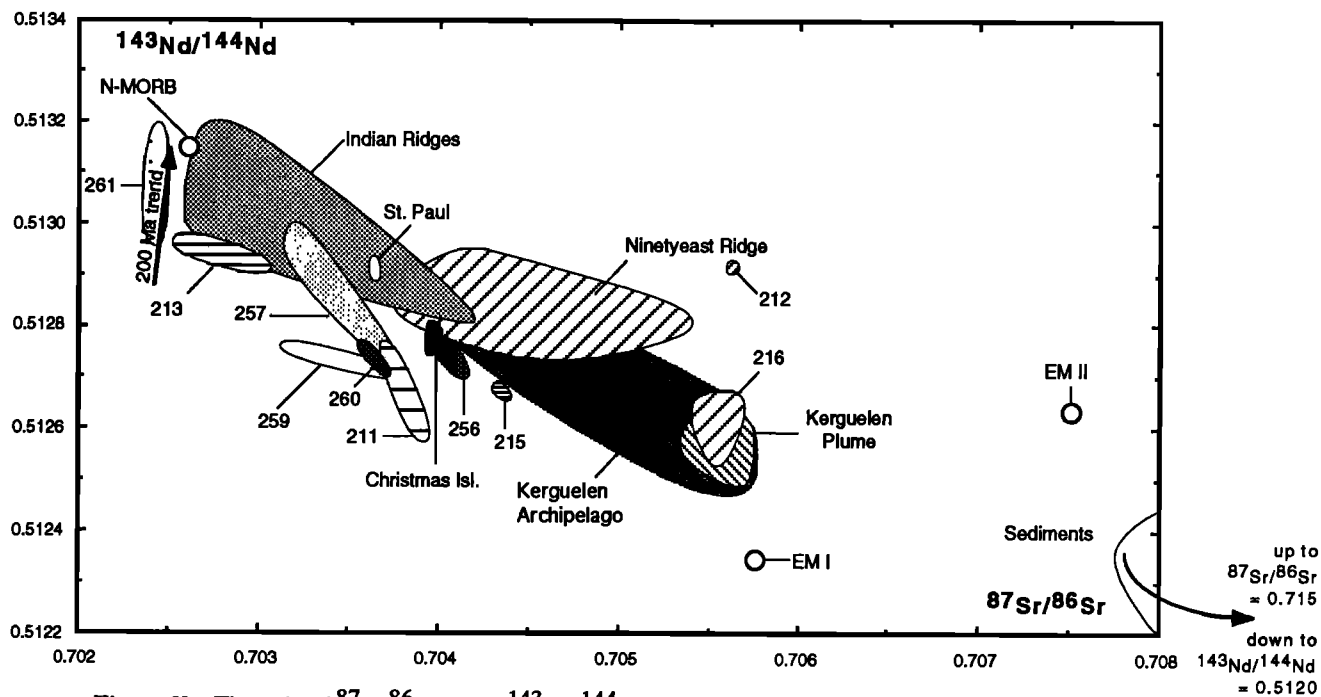 0.5134
143Nd/144Nd
N-MORB
0.5132
Indian Ridges
261
200 Ma trend
St. Paul
0.5130
Ninetyeast Ridge
212
213
257
0.5128
216
EM II
259
260
211
256
215
0.5126
Kerguelen
Plume
Christmas Isl.
Kerguelen
Archipelago
0.5124
Sediments
EM I
87Sr/86Sr
up to
87Sr/86Sr
= 0.715
down to
143Nd/144Nd
= 0.5120
0.5122
0.702
0.703
0.704
0.705
0.706
0.707
0.708